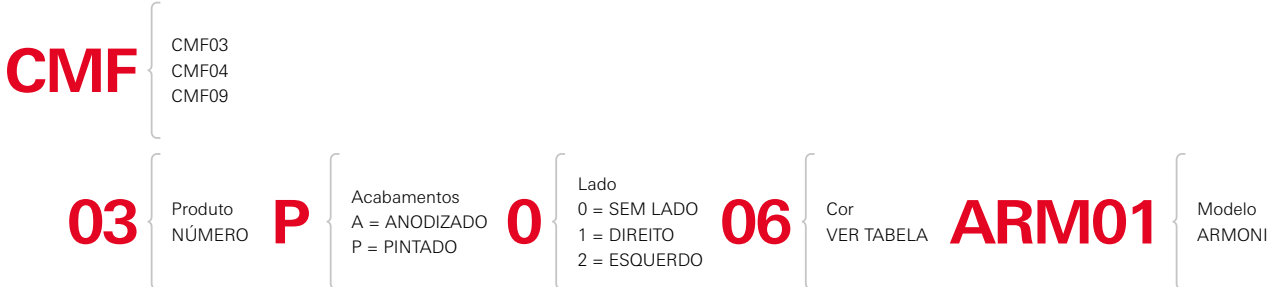 CMF
CMF03
CMF04
CMF09
03
Produto
NÚMERO
P
Acabamentos
A = ANODIZADO
P = PINTADO
0
Lado
0 = SEM LADO
1 = DIREITO
2 = ESQUERDO
06
Cor
VER TABELA
ARM01
Modelo
ARMONI